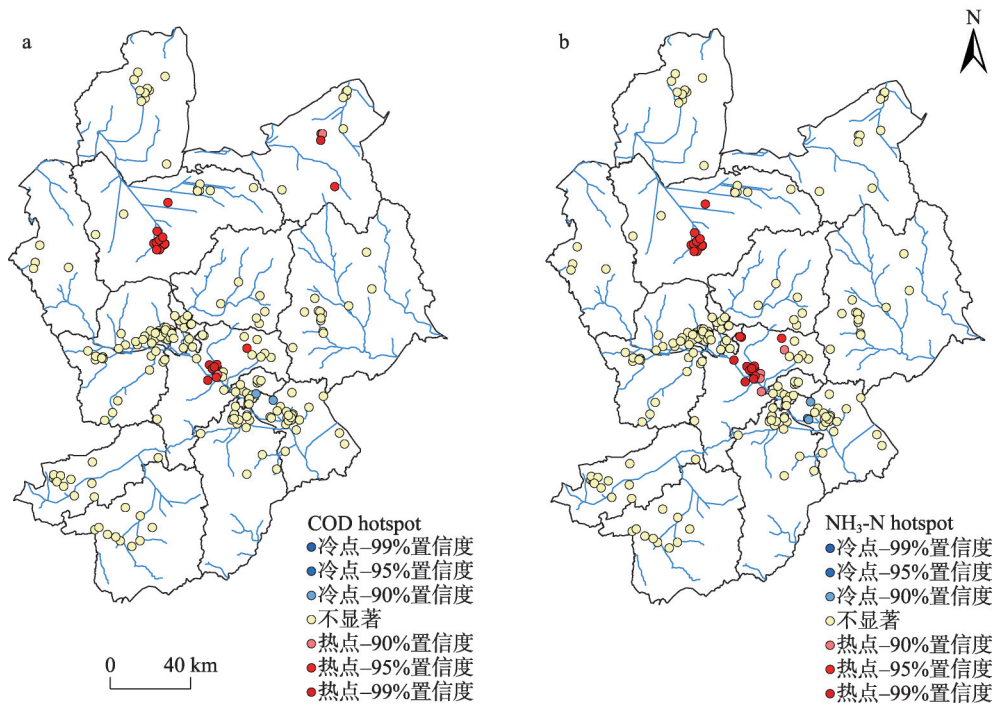 a
b
N
COD hotspot
冷点–99%置信度
冷点–95%置信度
冷点–90%置信度
不显著
热点–90%置信度
热点–95%置信度
热点–99%置信度
0 40 km
NH₃-N hotspot
冷点–99%置信度
冷点–95%置信度
冷点–90%置信度
不显著
热点–90%置信度
热点–95%置信度
热点–99%置信度